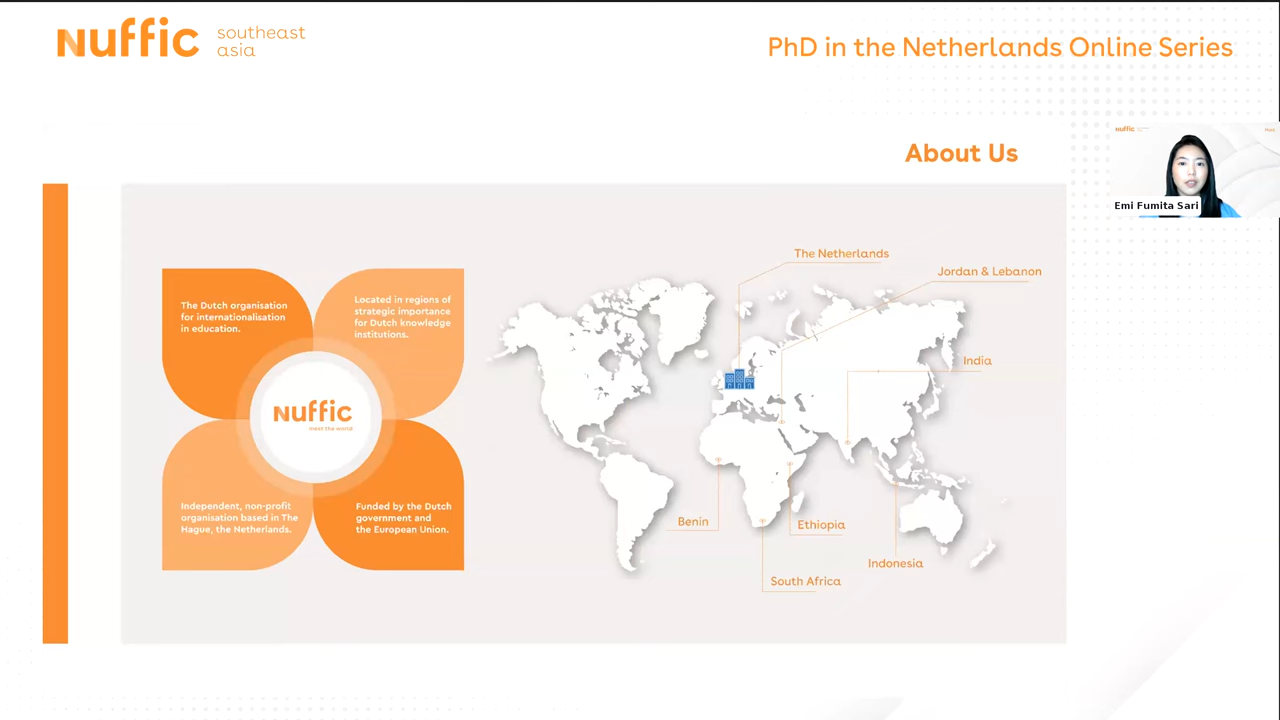 Nuffic
southeast
asia
PhD in the Netherlands Online Series
About Us
Nuffic
Emi Fumita Sari
The Dutch organisation
for internationalisation
in education.
Located in regions of
strategic importance
for Dutch knowledge
institutions.
Nuffic
meet the world
Independent, non-profit
organisation based in The
Hague, the Netherlands.
Funded by the Dutch
government and
the European Union.
The Netherlands
Jordan & Lebanon
India
Benin
Ethiopia
Indonesia
South Africa